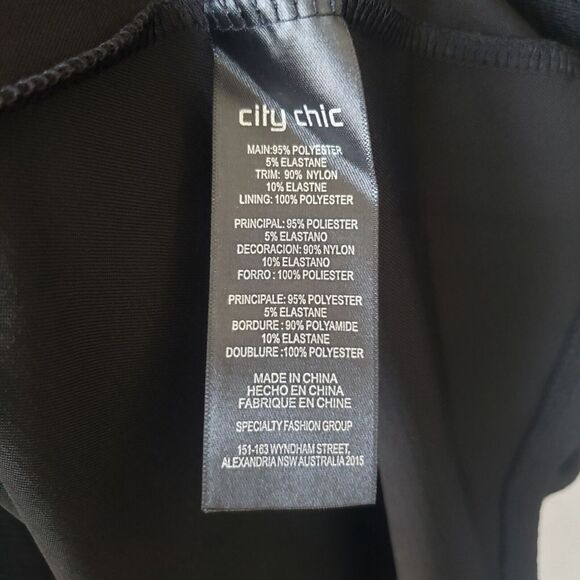 city chic
MAIN:95% POLYESTER
5% ELASTANE
TRIM: 90% NYLON
10% ELASTNE
LINING: 100% POLYESTER
PRINCIPAL: 95% POLIESTER
5% ELASTANO
DECORACION: 90% NYLON
10% ELASTANO
FORRO : 100% POLIESTER
PRINCIPALE: 95% POLYESTER
5% ELASTANE
BORDURE : 90% POLYAMIDE
10% ELASTANE
DOUBLURE :100% POLYESTER
MADE IN CHINA
HECHO EN CHINA
FABRIQUE EN CHINE
SPECIALTY FASHION GROUP
151-163 WYNDHAM STREET,
ALEXANDRIA NSW AUSTRALIA 2015